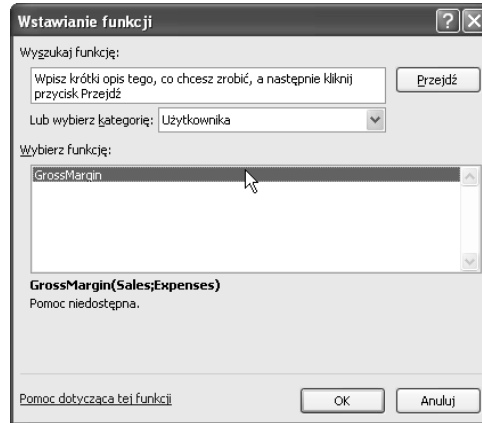 Wstawianie funkcji
Wyszukaj funkcję:
Wpisz krótki opis tego, co chcesz zrobić, a następnie kliknij
przycisk Przejdź
Przejdź
Lub wybierz kategorię: Użytkownika
Wybierz funkcję:
GrossMargin
GrossMargin(Sales;Expenses)
Pomoc niedostępna.
Pomoc dotycząca tej funkcji
OK
Anuluj